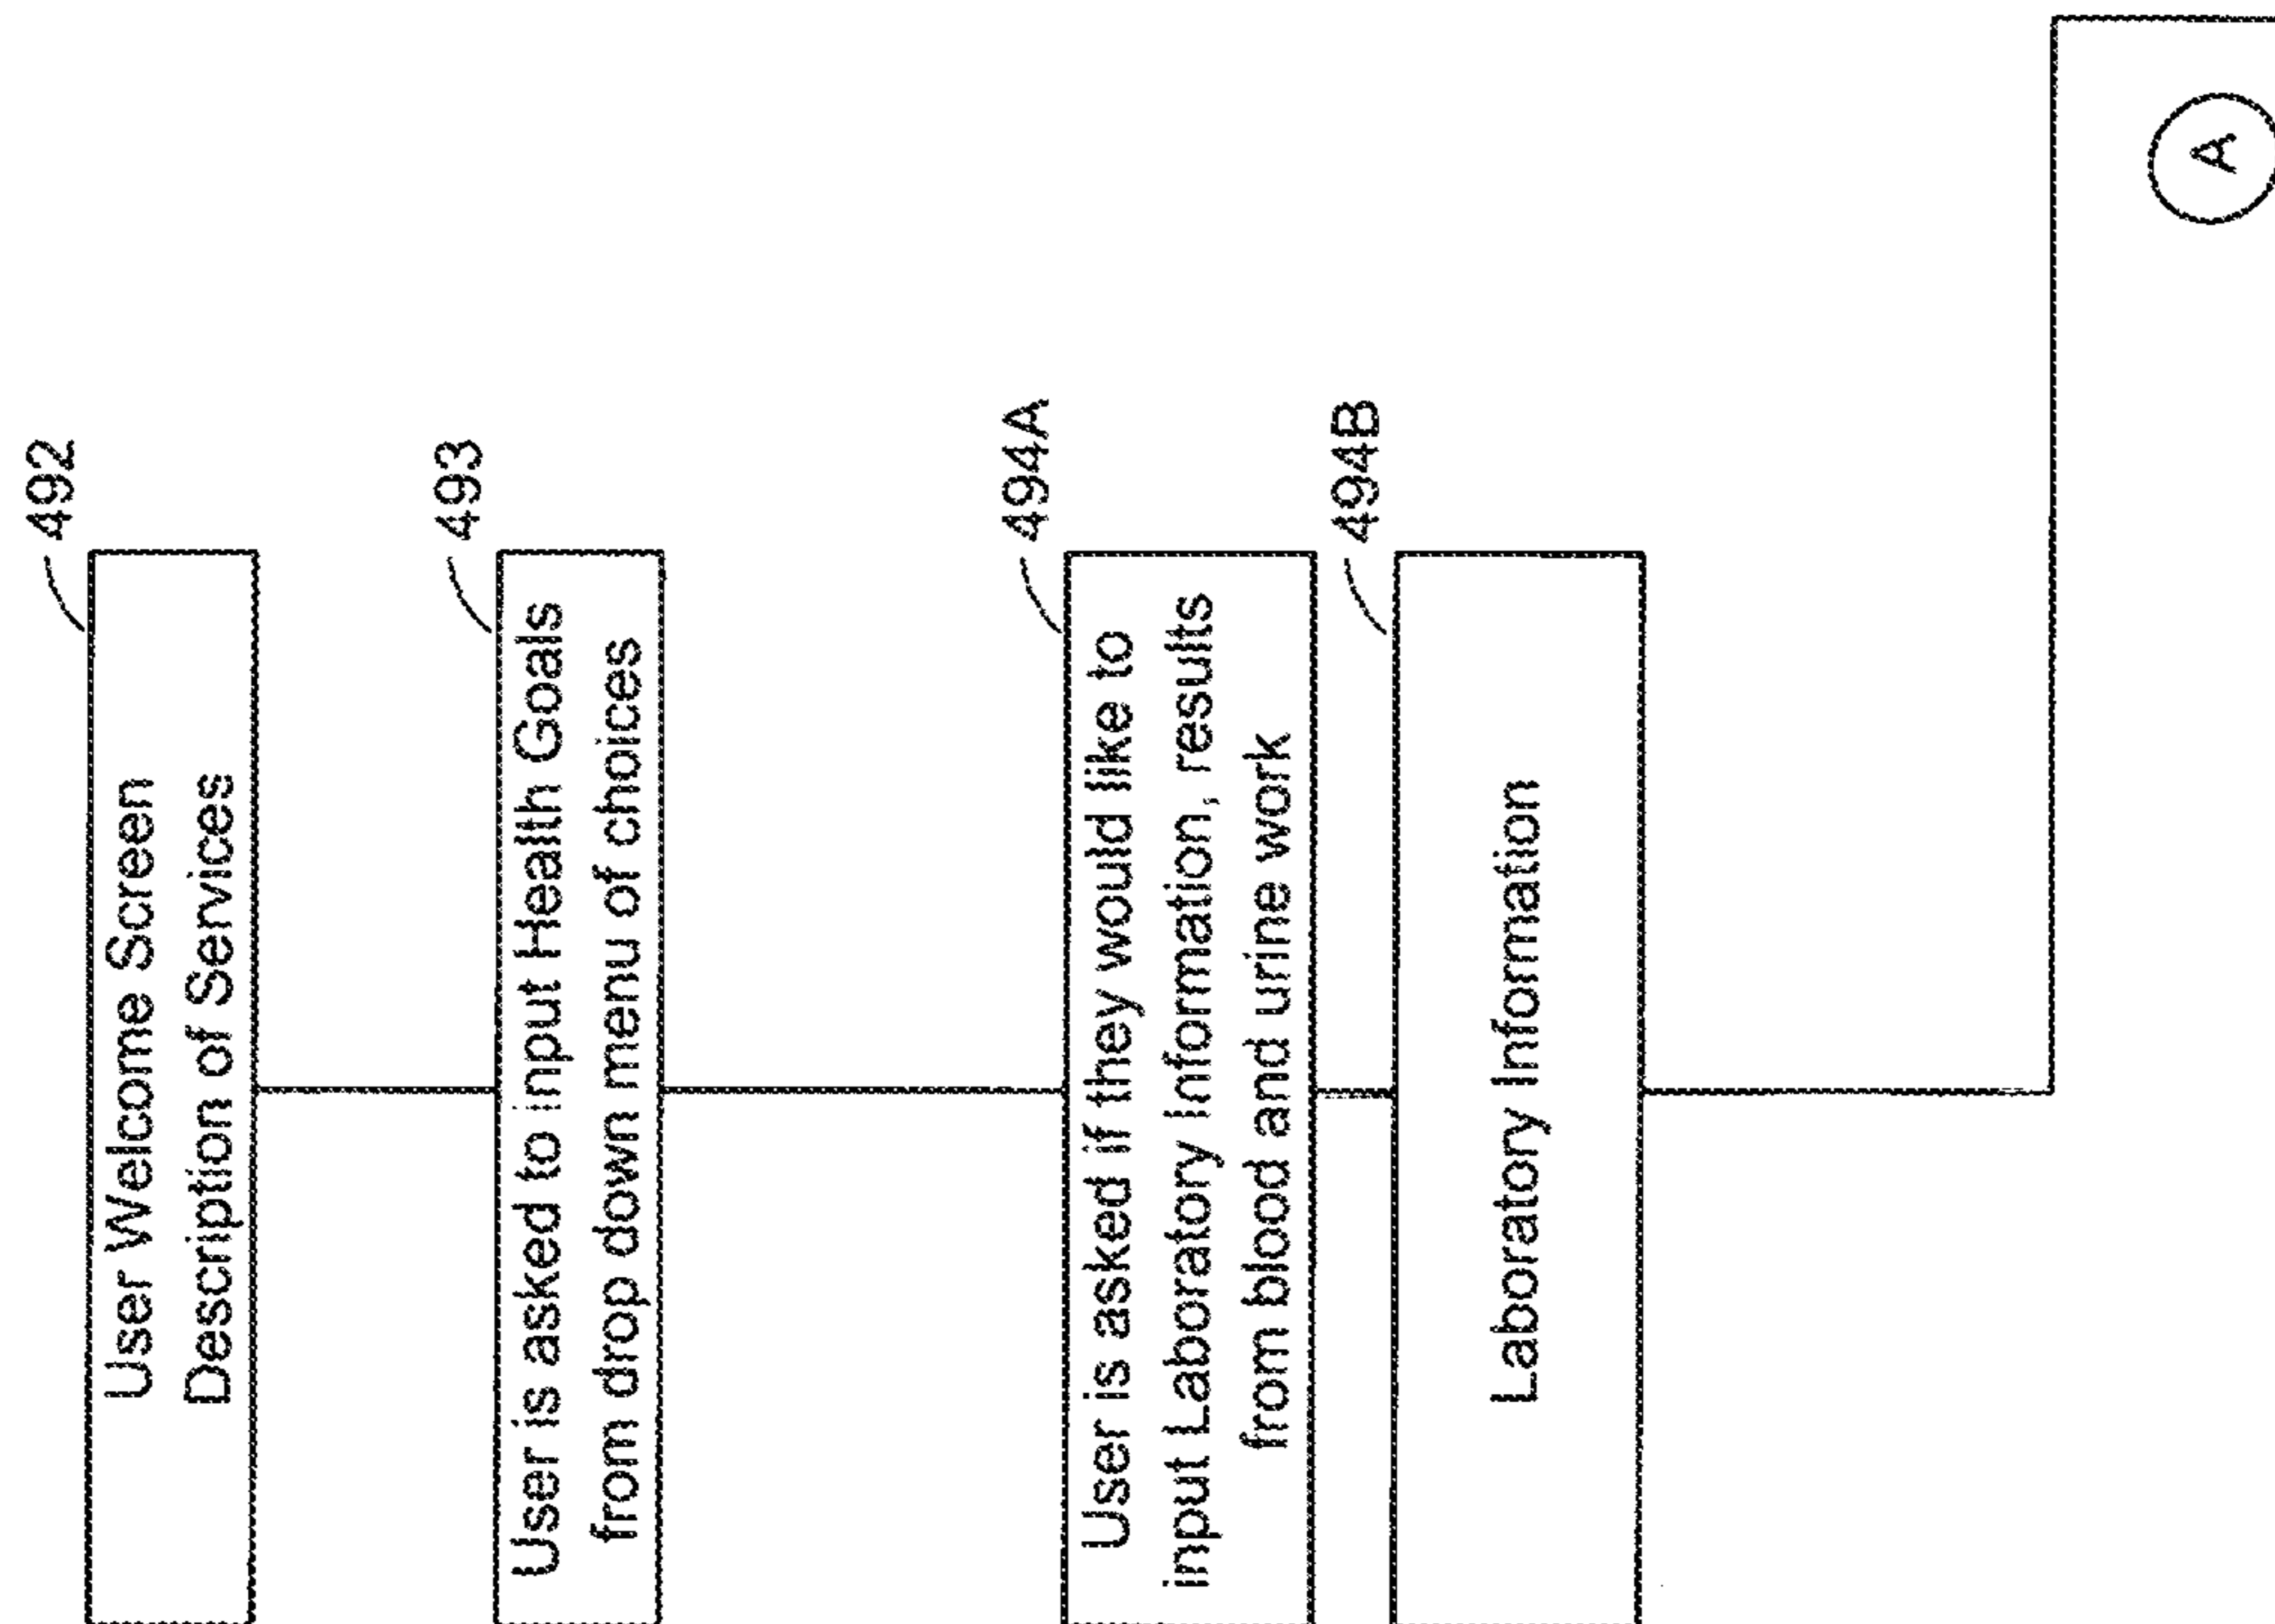 492
User Welcome Screen
Description of Services
493
User is asked to input Health Goals
from drop down menu of choices
494A
User is asked if they would like to
input Laboratory Information, results
from blood and urine work
494B
Laboratory Information
A